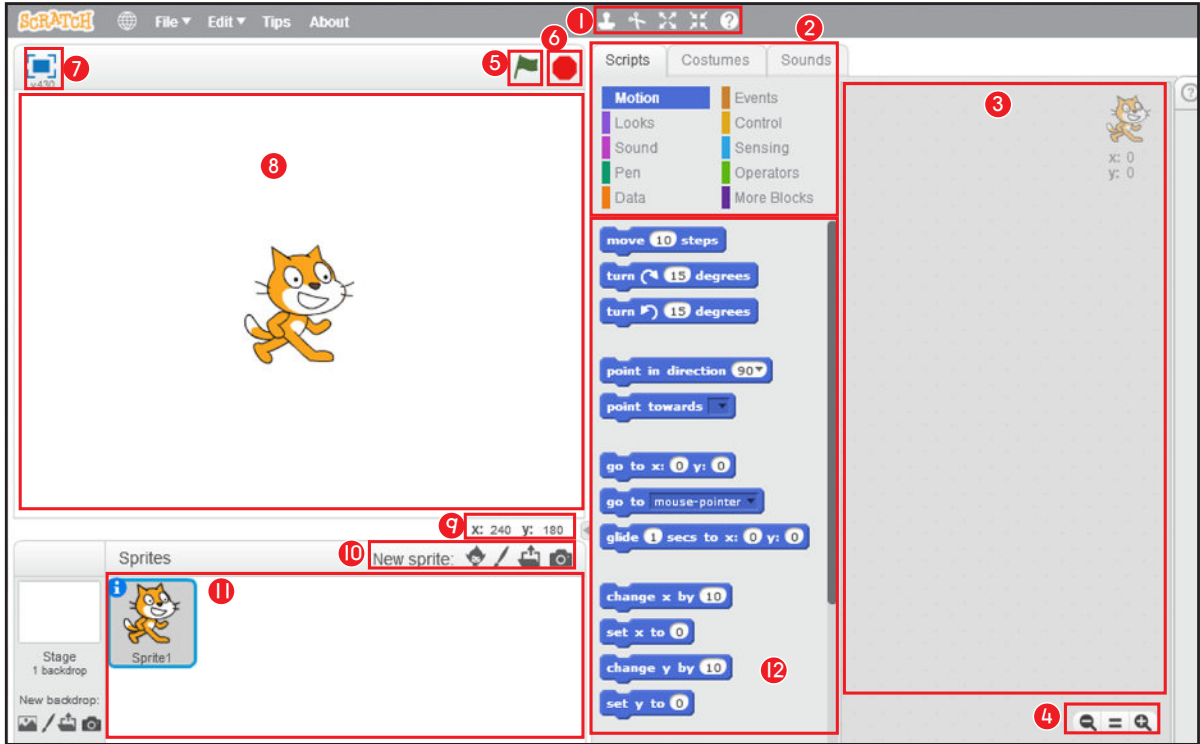 SCRATCH File Edit Tips About
1
2
3
4
5
6
7
8
9
10
11
12
v430
Scripts Costumes Sounds
Motion Events
Looks Control
Sound Sensing
Pen Operators
Data More Blocks
move 10 steps
turn 15 degrees
turn 15 degrees
point in direction 90
point towards
go to x: 0 y: 0
go to mouse-pointer
glide 1 secs to x: 0 y: 0
change x by 10
set x to 0
change y by 10
set y to 0
x: 0
y: 0
x: 240 y: 180
Sprites New sprite:
Sprite1
Stage
1 backdrop
New backdrop: